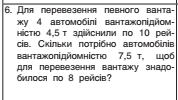 6. Для перевезення певного ванта-
жу 4 автомобілі вантажопідйом-
ністю 4,5 т здійснили по 10 рей-
сів. Скільки потрібно автомобілів
вантажопідйомністю 7,5 т, щоб
для перевезення вантажу знадо-
билося по 8 рейсів?